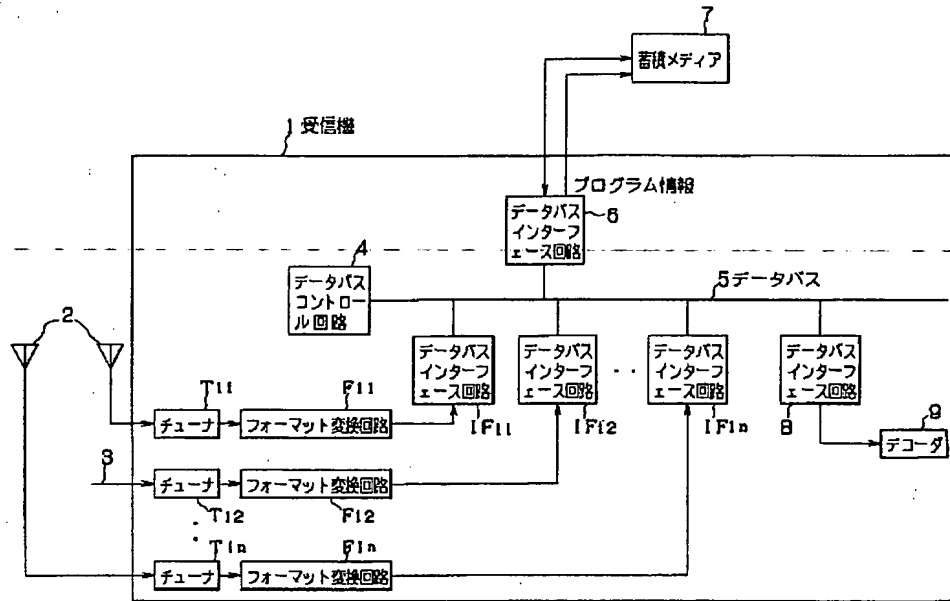 7
蓄積メディア
1 受信機
プログラム情報
データバス
インターフ
ェース回路
6
4
データバス
コントロー
ル回路
5データバス
2
データバス
インターフ
ェース回路
データバス
インターフ
ェース回路
データバス
インターフ
ェース回路
データバス
インターフ
ェース回路
T11
F11
IF11
IF12
IF1n
8
9
チューナ
フォーマット変換回路
デコーダ
3
チューナ
フォーマット変換回路
T12
F12
T1n
F1n
チューナ
フォーマット変換回路